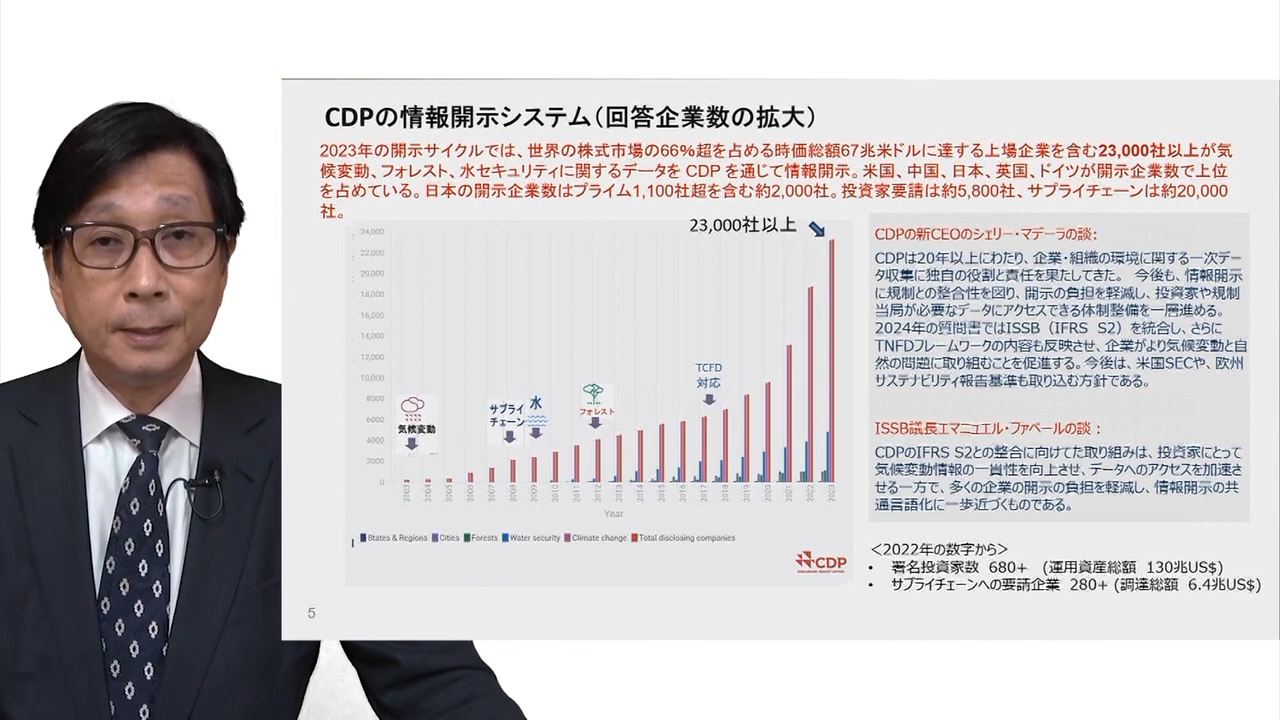 CDPの情報開示システム（回答企業数の拡大）
2023年の開示サイクルでは、世界の株式市場の66%超を占める時価総額67兆米ドルに達する上場企業を含む23,000社以上が気
候変動、フォレスト、水セキュリティに関するデータを CDP を通じて情報開示。米国、中国、日本、英国、ドイツが開示企業数で上位
を占めている。日本の開示企業数はプライム1,100社超を含む約2,000社。投資家要請は約5,800社、サプライチェーンは約20,000
社。
23,000社以上
24,000
22,000
20,000
18,000
16,000
14,000
12,000
10,000
8000
6000
4000
2000
0
気候変動
サプライ
チェーン
水
フォレスト
TCFD
対応
2003 2004 2005 2006 2007 2008 2009 2010 2011 2012 2013 2014 2015 2016 2017 2018 2019 2020 2021 2022 2023
Year
States & Regions Cities Forests Water security Climate change Total disclosing companies
CDP
CDPの新CEOのシェリー・マデーラの談：
CDPは20年以上にわたり、企業・組織の環境に関する一次デー
タ収集に独自の役割と責任を果たしてきた。 今後も、情報開示
に規制との整合性を図り、開示の負担を軽減し、投資家や規制
当局が必要なデータにアクセスできる体制整備を一層進める。
2024年の質問書ではISSB（IFRS S2）を統合し、さらに
TNFDフレームワークの内容も反映させ、企業がより気候変動と自
然の問題に取り組むことを促進する。今後は、米国SECや、欧州
サステナビリティ報告基準も取り込む方針である。
ISSB議長エマニュエル・ファベールの談：
CDPのIFRS S2との整合に向けてた取り組みは、投資家にとって
気候変動情報の一貫性を向上させ、データへのアクセスを加速さ
せる一方で、多くの企業の開示の負担を軽減し、情報開示の共
通言語化に一歩近づくものである。
＜2022年の数字から＞
• 署名投資家数 680+ (運用資産総額 130兆US$)
• サプライチェーンへの要請企業 280+ (調達総額 6.4兆US$)
5